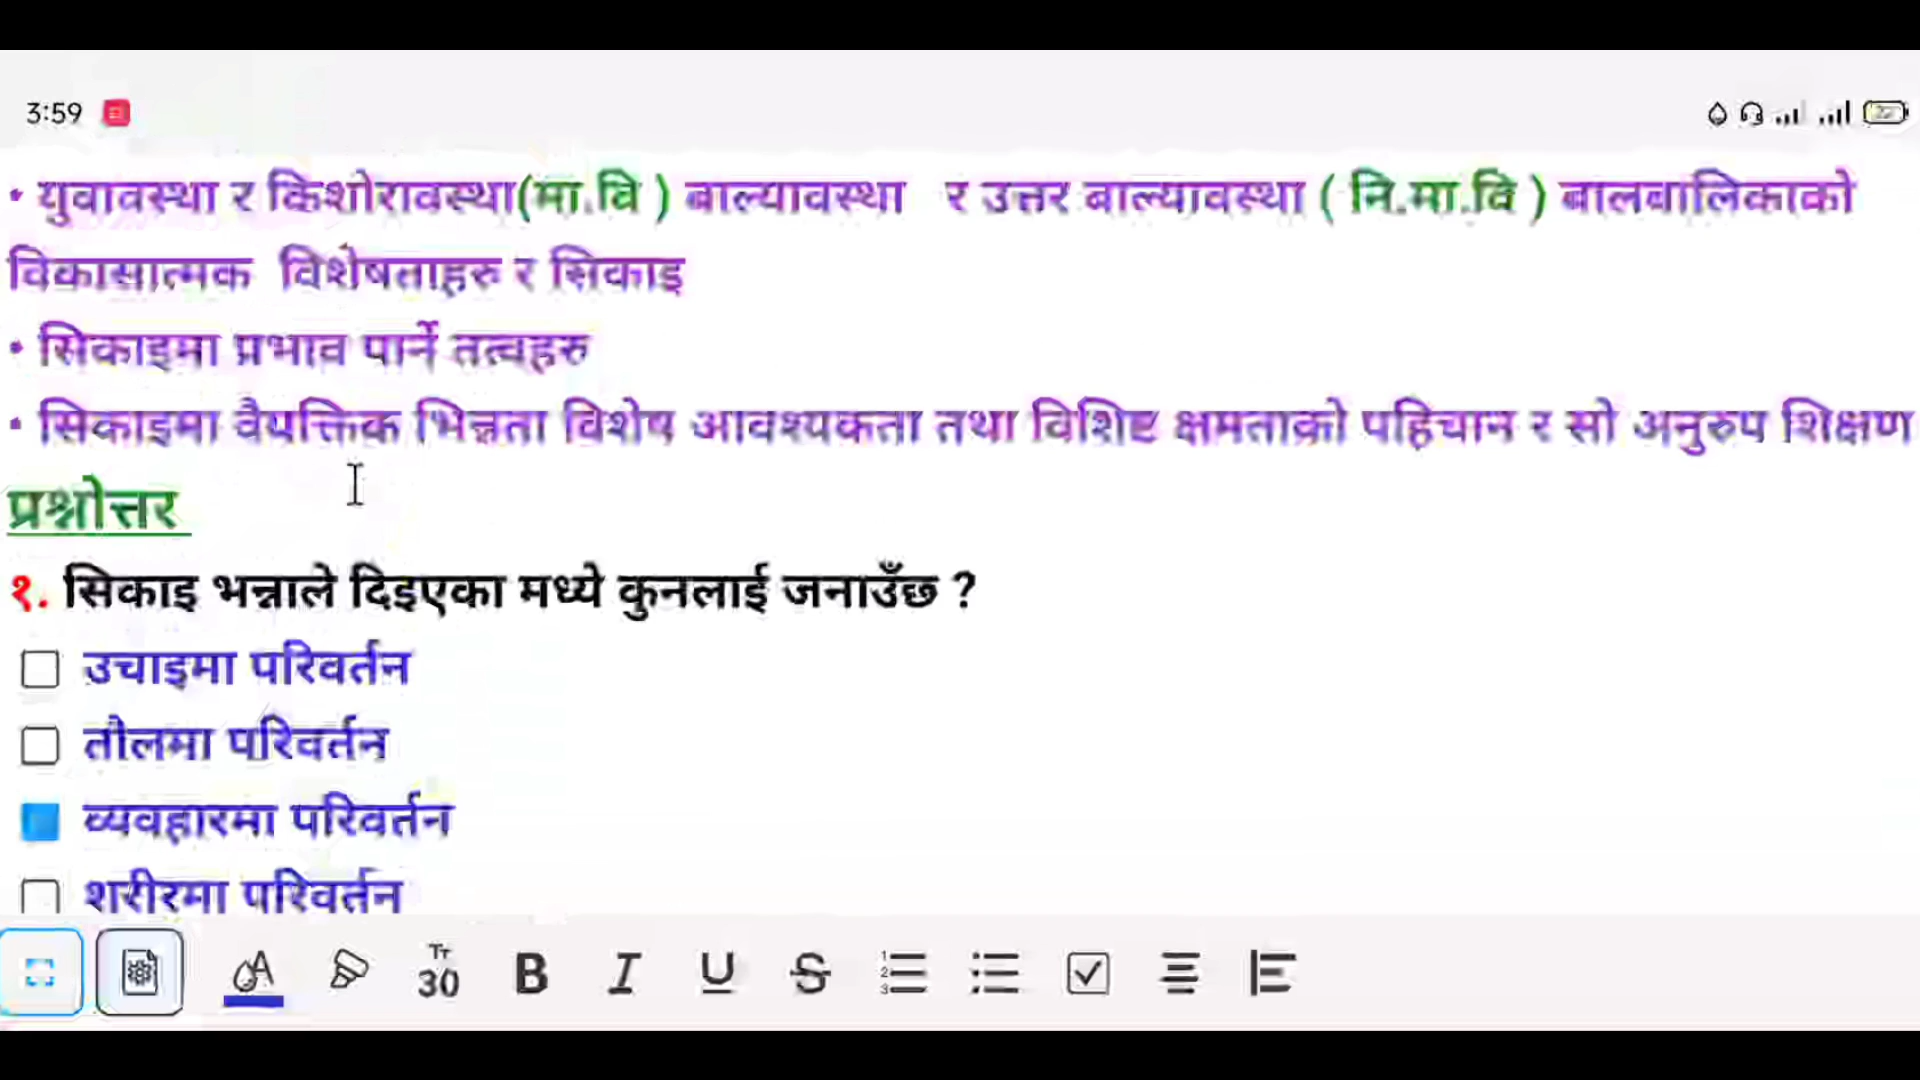 3:59
• युवावस्था र किशोरावस्था(मा.वि ) बाल्यावस्था र उत्तर बाल्यावस्था ( नि.मा.वि ) बालबालिकाको
विकासात्मक विशेषताहरु र सिकाइ
• सिकाइमा प्रभाव पार्ने तत्वहरु
• सिकाइमा वैयक्तिक भिन्नता विशेष आवश्यकता तथा विशिष्ट क्षमताको पहिचान र सो अनुरुप शिक्षण
प्रश्नोत्तर
१. सिकाइ भन्नाले दिइएका मध्ये कुनलाई जनाउँछ ?
उचाइमा परिवर्तन
तौलमा परिवर्तन
व्यवहारमा परिवर्तन
शरीरमा परिवर्तन
A Tт 30 B I U S